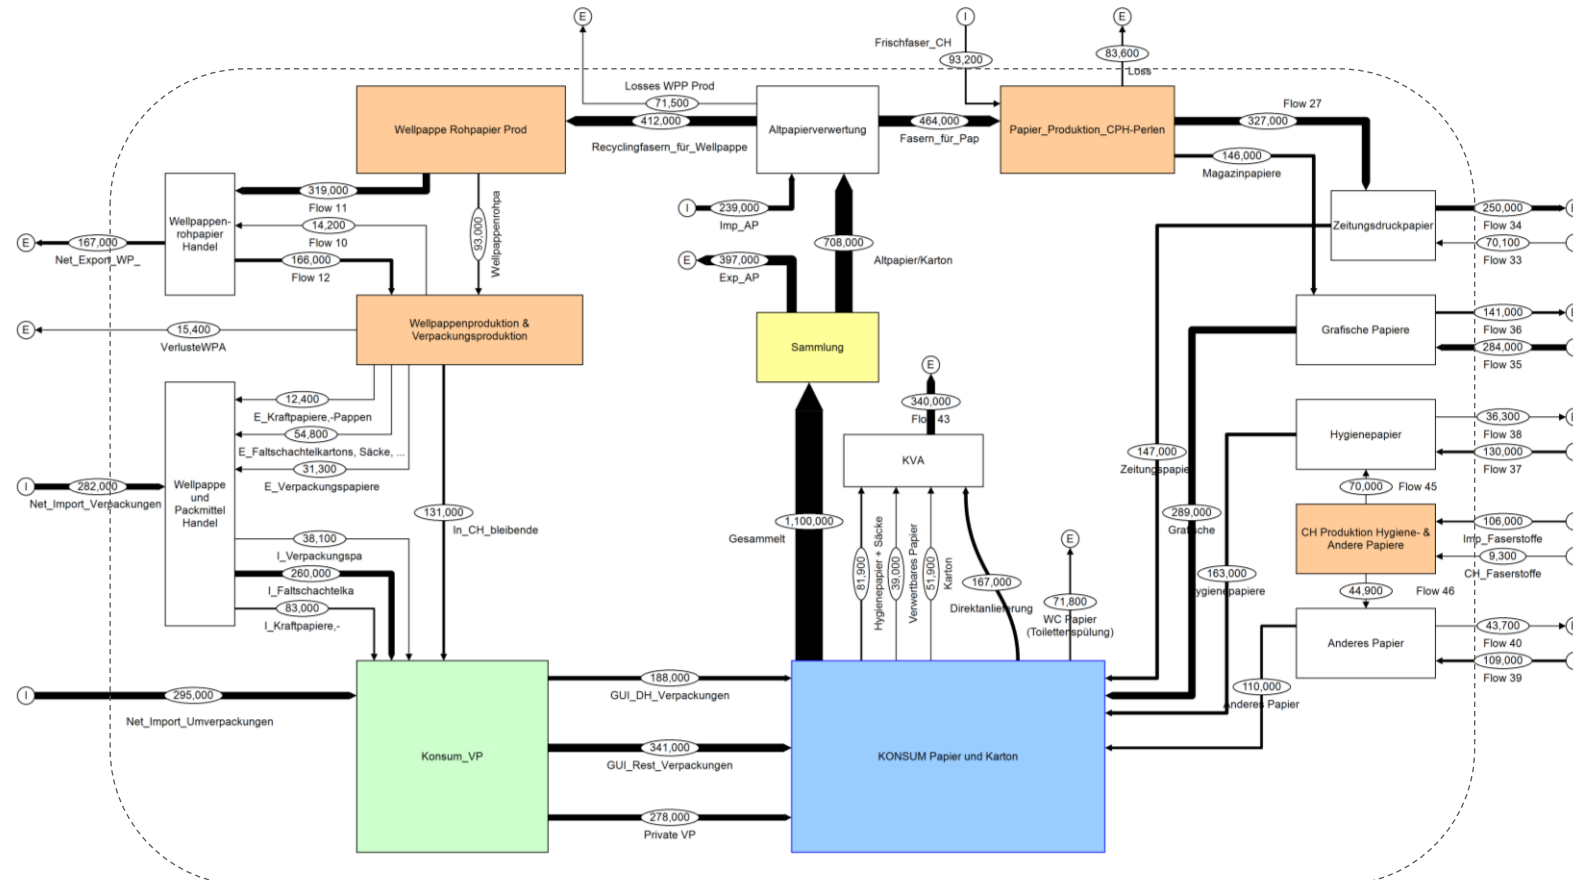 E
I
E
Frischfaser_CH
93,200
83,600
Loss
Losses WPP Prod
71,500
412,000
Recyclingfasern_für_Wellpappe
Wellpappe Rohpapier Prod
Altpapierverwertung
464,000
Fasern_für_Pap
Papier_Produktion_CPH-Perlen
Flow 27
327,000
146,000
Magazinpapiere
319,000
Flow 11
14,200
Flow 10
166,000
Flow 12
Wellpappen-
rohpapier
Handel
E
167,000
Net_Export_WP_
93,000
Wellpappenrohpa
I
239,000
Imp_AP
E
397,000
Exp_AP
708,000
Altpapier/Karton
Zeitungsdruckpapier
250,000
Flow 34
70,100
Flow 33
E
15,400
VerlusteWPA
Wellpappenproduktion &
Verpackungsproduktion
Sammlung
Grafische Papiere
141,000
Flow 36
284,000
Flow 35
12,400
E_Kraftpapiere,-Pappen
54,800
E_Faltschachtelkartons, Säcke, ...
31,300
E_Verpackungspapiere
E
340,000
Flow 43
KVA
Hygienepapier
36,300
Flow 38
130,000
Flow 37
I
282,000
Net_Import_Verpackungen
Wellpappe
und
Packmittel
Handel
131,000
In_CH_bleibende
147,000
Zeitungspapie
70,000
Flow 45
1,100,000
Gesammelt
289,000
Grafische
CH Produktion Hygiene- &
Andere Papiere
106,000
Imp_Faserstoffe
9,300
CH_Faserstoffe
38,100
I_Verpackungspa
260,000
I_Faltschachtelka
83,000
I_Kraftpapiere,-
81,900
Hygienepapier + Säcke
39,000
Verwertbares Papier
51,900
Karton
167,000
Direktanlieferung
E
71,800
WC Papier
(Toilettenspülung)
163,000
ygienepapiere
44,900
Flow 46
Anderes Papier
43,700
Flow 40
109,000
Flow 39
110,000
Anderes Papier
I
295,000
Net_Import_Umverpackungen
188,000
GUI_DH_Verpackungen
Konsum_VP
341,000
GUI_Rest_Verpackungen
KONSUM Papier und Karton
278,000
Private VP